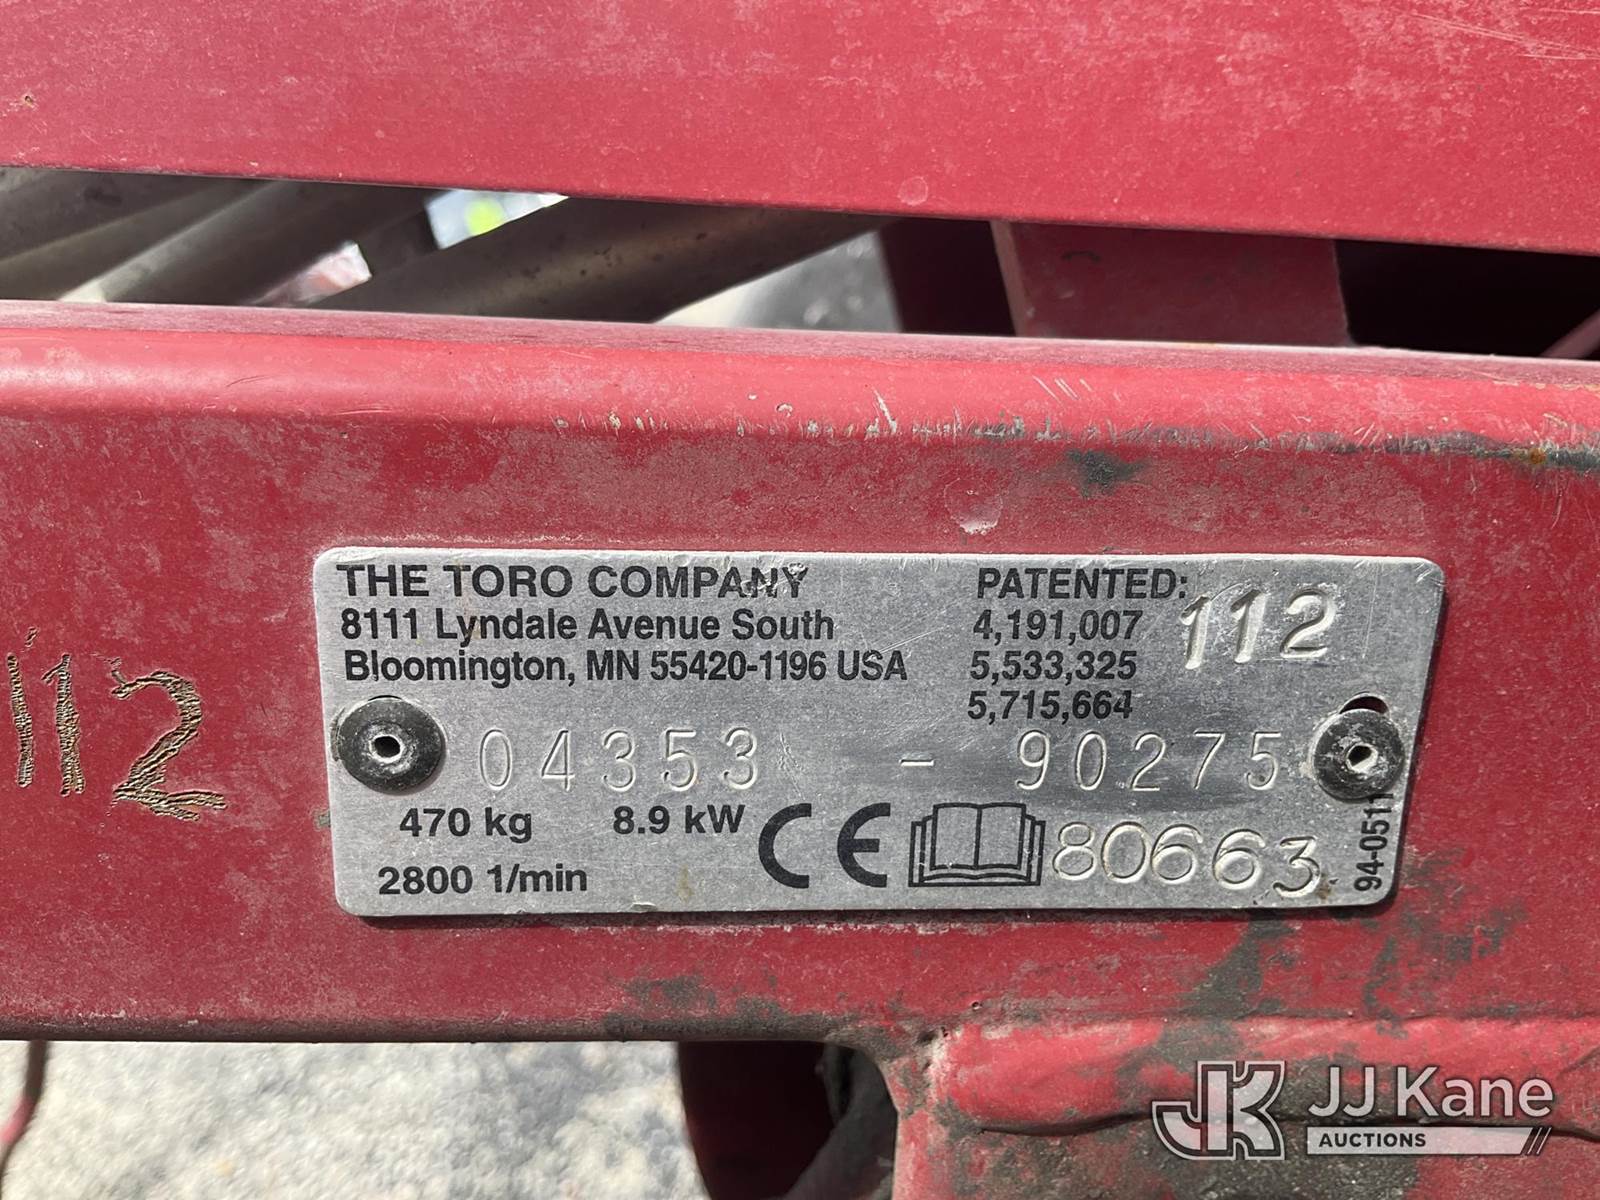 THE TORO COMPANY
8111 Lyndale Avenue South
Bloomington, MN 55420-1196 USA
PATENTED:
4,191,007
5,533,325
5,715,664
112
04353 - 90275
470 kg 8.9 kW
2800 1/min
CE
80663
94-0511
112
JK JJ Kane
AUCTIONS